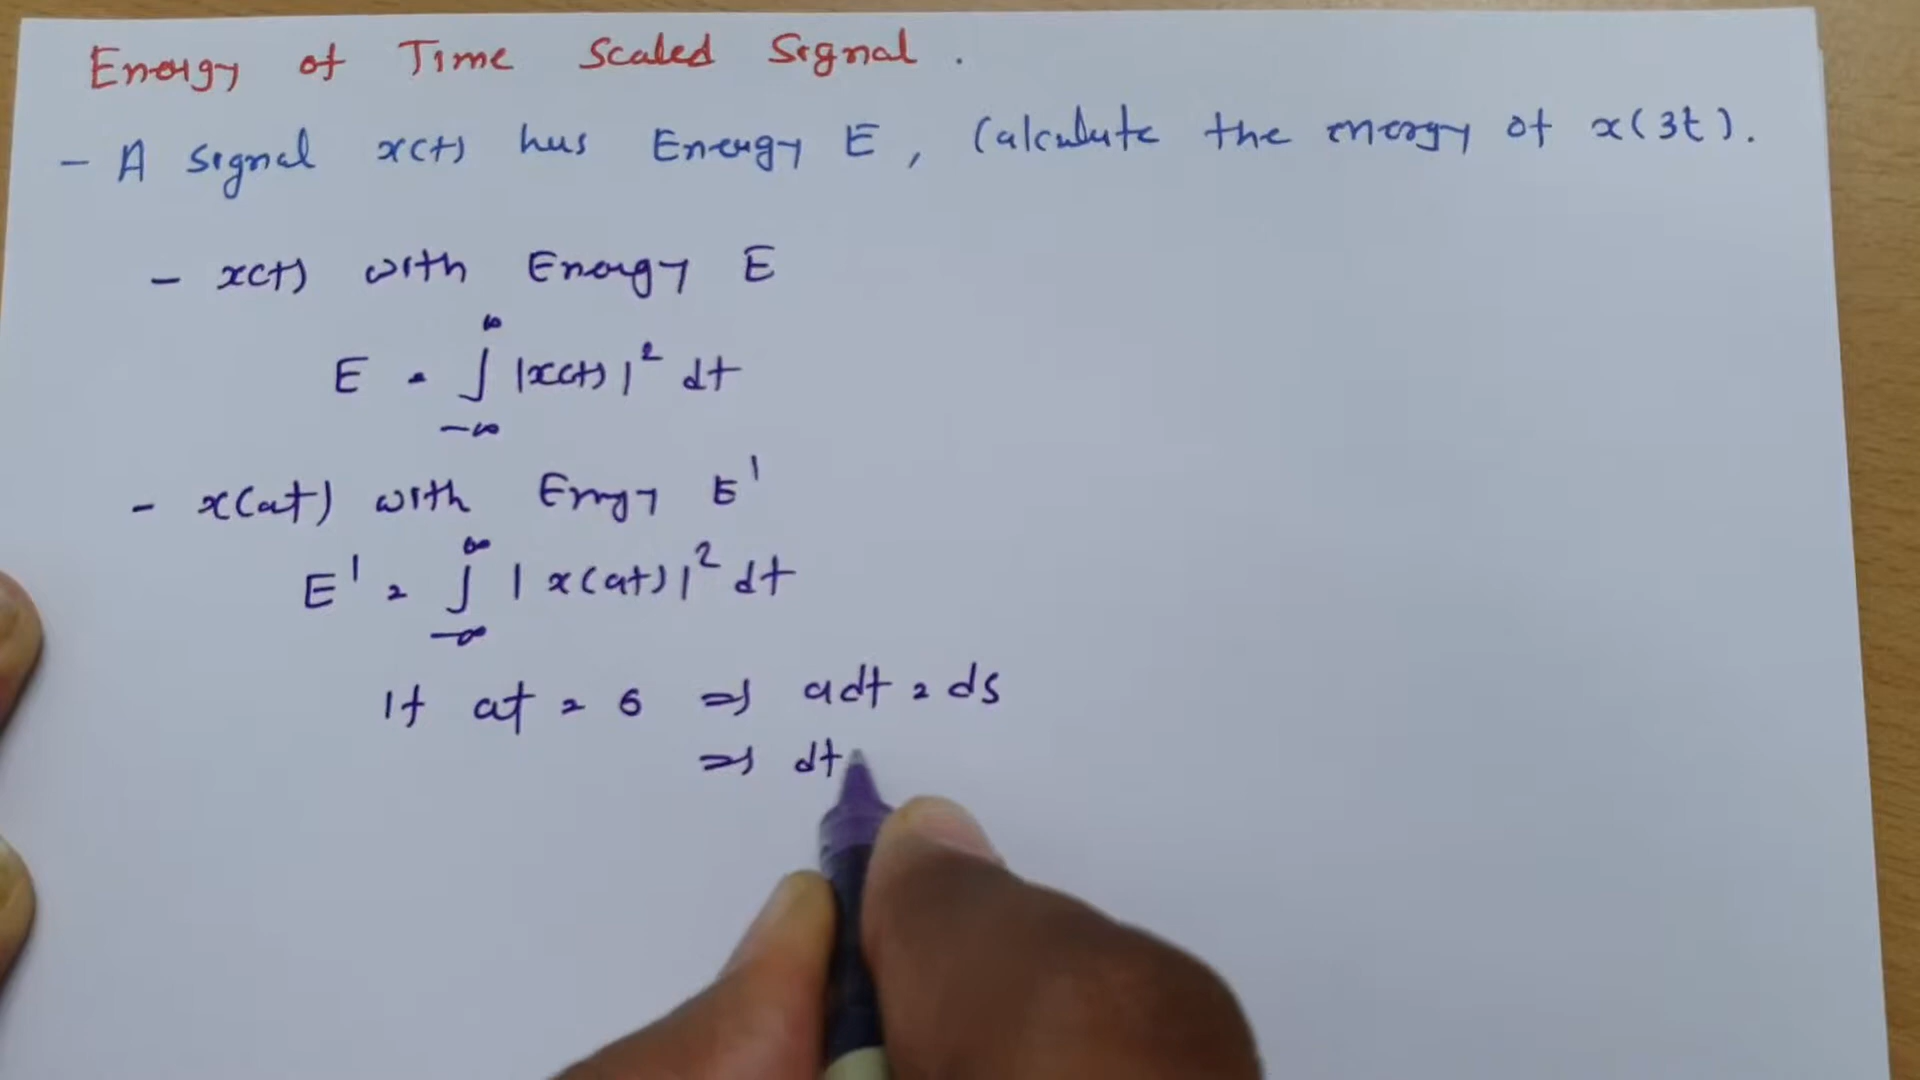 Energy of Time Scaled Signal.
- A signal x(t) has Energy E, Calculate the energy of x(3t).
- x(t) with Energy E
E = ∫_{-∞}^{∞} |x(t)|² dt
- x(at) with Energy E'
E' = ∫_{-∞}^{∞} |x(at)|² dt
If at = s ⇒ adt = ds
⇒ dt